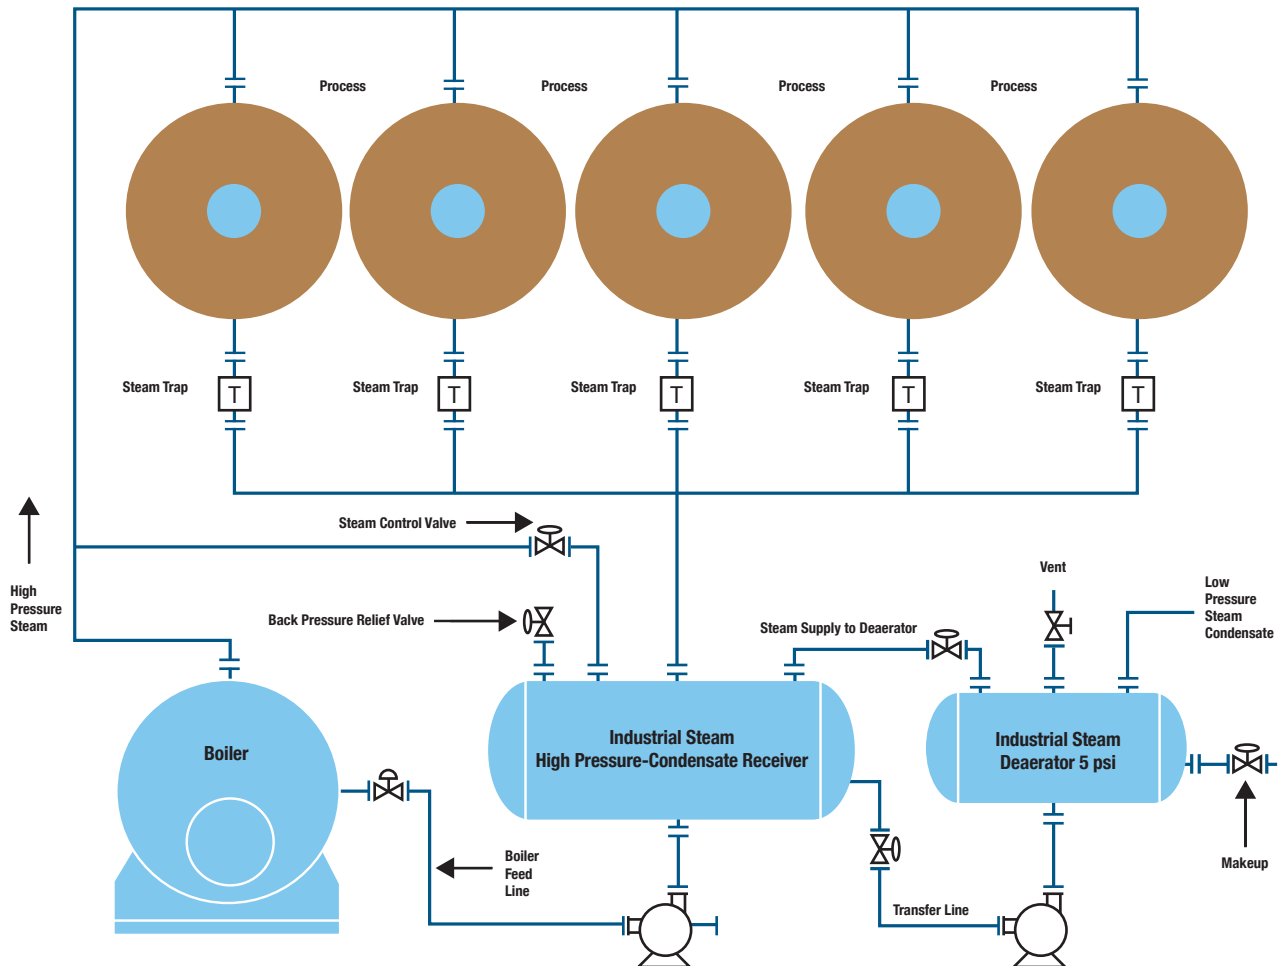 Process
Process
Process
Process
Steam Trap
Steam Trap
Steam Trap
Steam Trap
Steam Trap
T
T
T
T
T
Steam Control Valve
High
Pressure
Steam
Back Pressure Relief Valve
Steam Supply to Deaerator
Vent
Low
Pressure
Steam
Condensate
Boiler
Industrial Steam
High Pressure-Condensate Receiver
Industrial Steam
Deaerator 5 psi
Boiler
Feed
Line
Transfer Line
Makeup